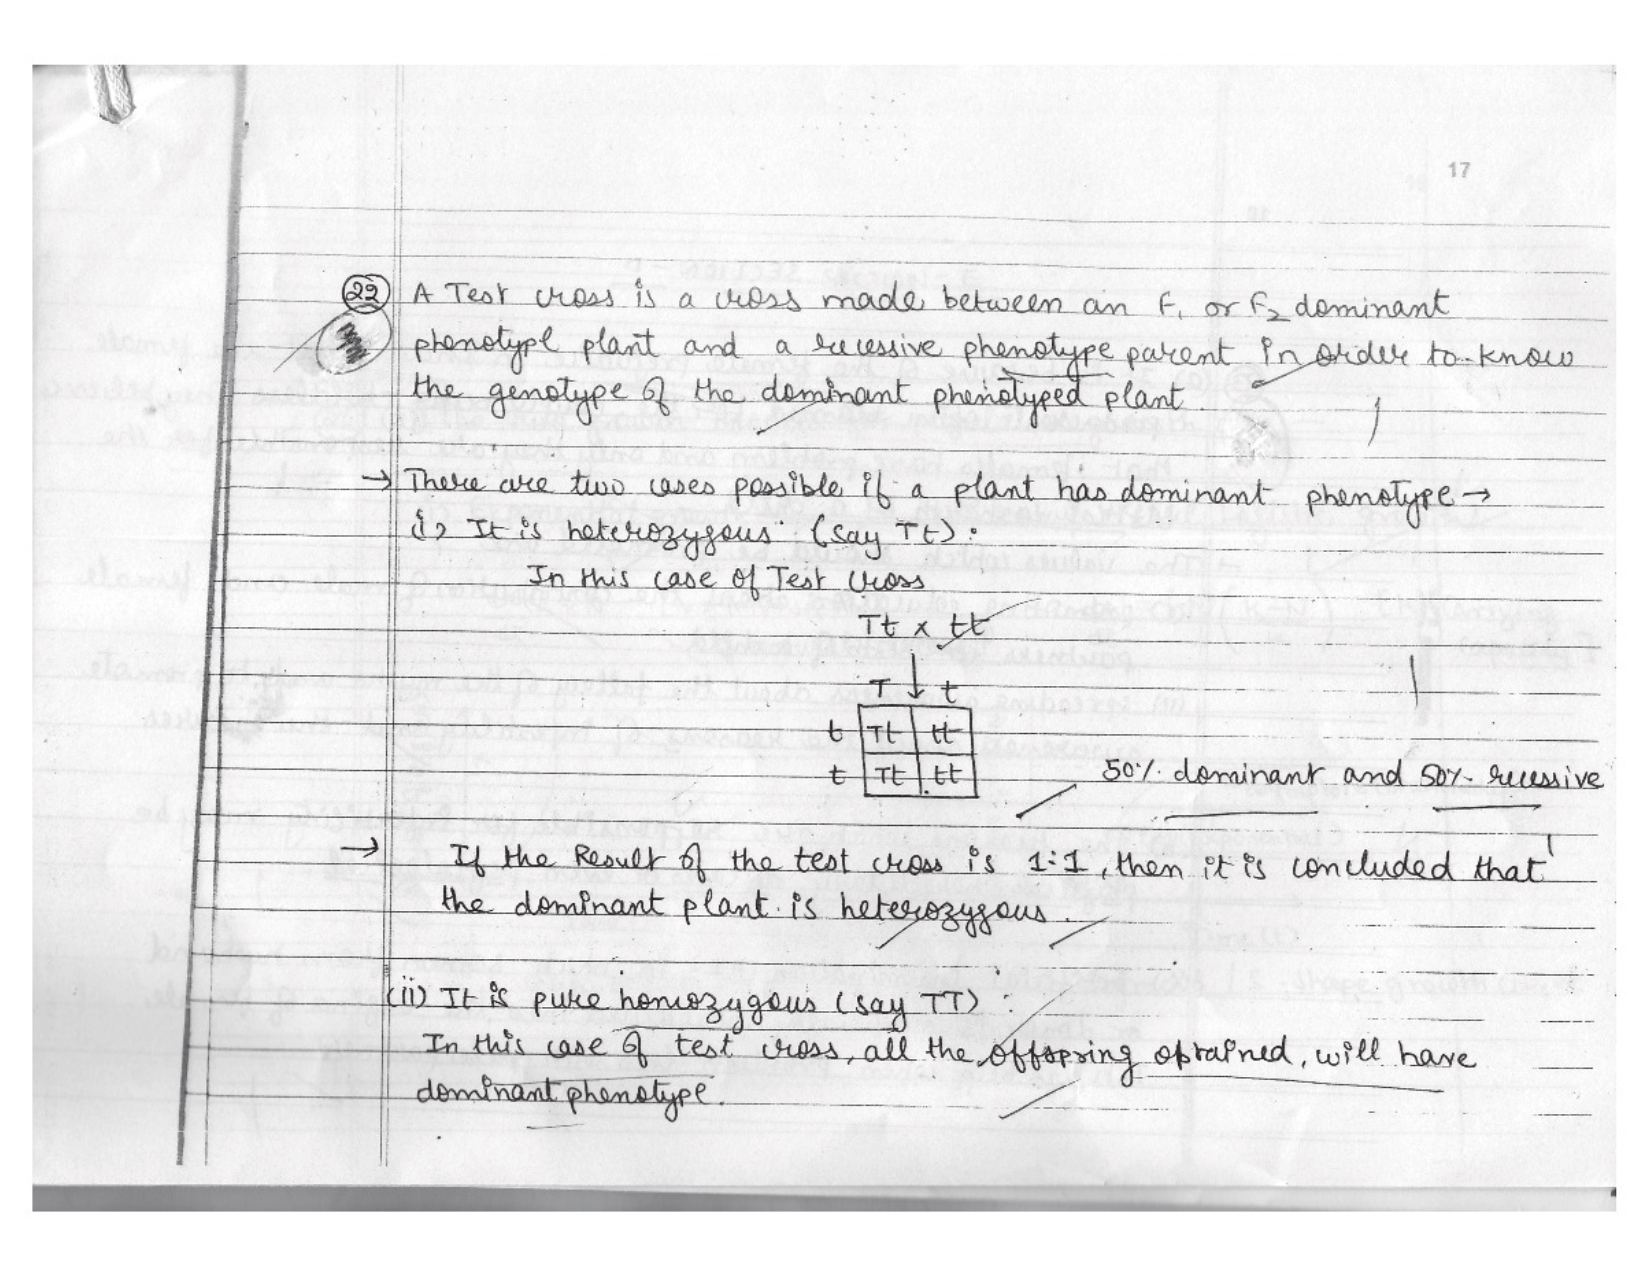 17
22 A Test cross is a cross made between an F1 or F2 dominant
phenotype plant and a recessive phenotype parent in order to know
the genotype of the dominant phenotyped plant.
→ There are two cases possible if a plant has dominant phenotype →
i) It is heterozygous (say Tt) :
In this case of Test cross
Tt x tt
T ↓ t
t Tt tt
t Tt tt
50% dominant and 50% recessive
→ If the Result of the test cross is 1:1, then it is concluded that
the dominant plant is heterozygous.
(ii) It is pure homozygous (say TT) :
In this case of test cross, all the offspring obtained, will have
dominant phenotype.